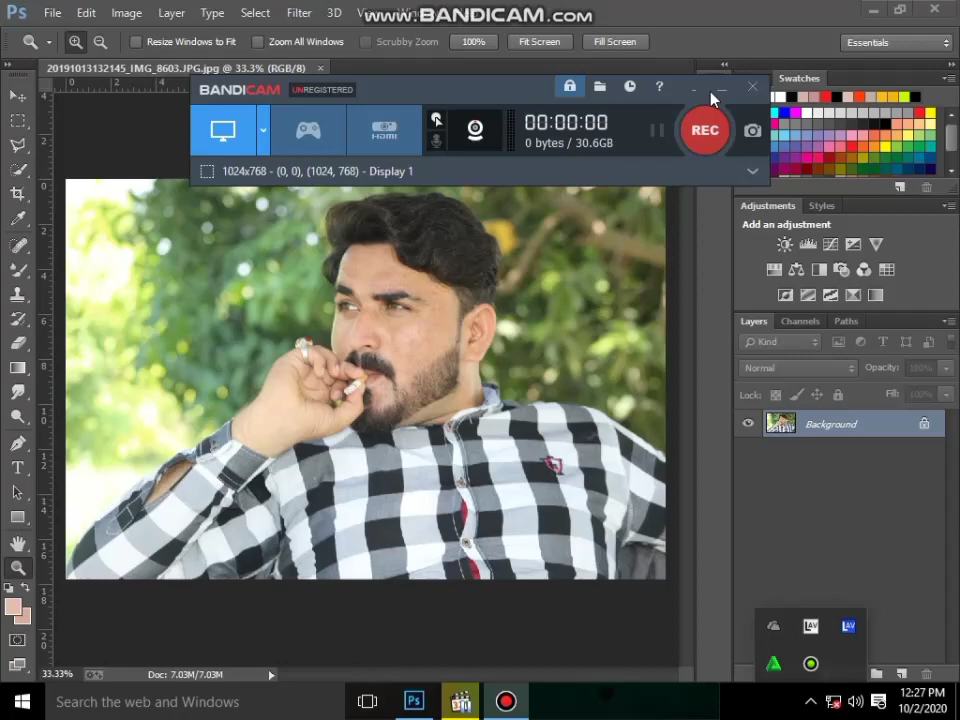 Ps File Edit Image Layer Type Select Filter 3D
www.BANDICAM.com
Resize Windows to Fit Zoom All Windows Scrubby Zoom 100% Fit Screen Fill Screen Essentials
20191013132145_IMG_8603.JPG.jpg @ 33.3% (RGB/8) ×
Swatches
BANDICAM UNREGISTERED ?
HDMI
00:00:00
0 bytes / 30.6GB
REC
1024x768 - (0, 0), (1024, 768) - Display 1
Adjustments Styles
Add an adjustment
Layers Channels Paths
Kind
Normal Opacity: 100%
Lock: Fill: 100%
Background
LAV LAV
33.33% Doc: 7.03M/7.03M
Search the web and Windows
Ps
12:27 PM
10/2/2020